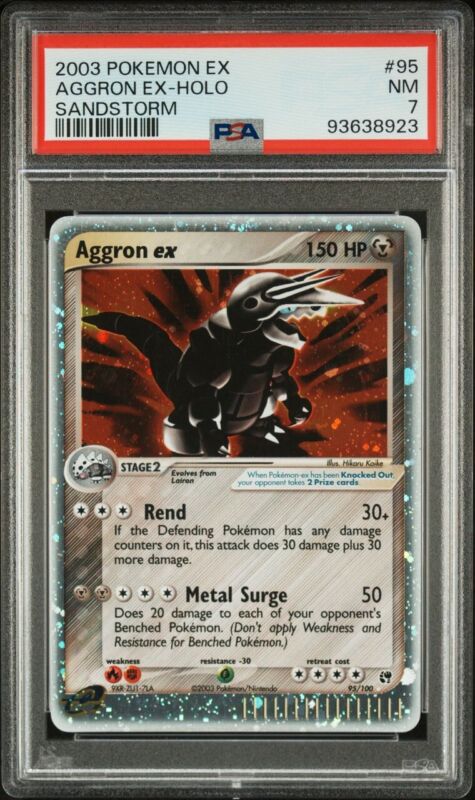 2003 POKEMON EX #95
AGGRON EX-HOLO NM
SANDSTORM 7
PSA 93638923
Aggron ex 150 HP
Illus. Hikaru Koike
STAGE 2
Evolves from
Lairon
When Pokémon-ex has been Knocked Out,
your opponent takes 2 Prize cards.
Rend 30+
If the Defending Pokémon has any damage
counters on it, this attack does 30 damage plus 30
more damage.
Metal Surge 50
Does 20 damage to each of your opponent's
Benched Pokémon. (Don't apply Weakness and
Resistance for Benched Pokémon.)
weakness resistance -30 retreat cost
9XR-ZU1-7LA ©2003 Pokémon/Nintendo 95/100
PSA